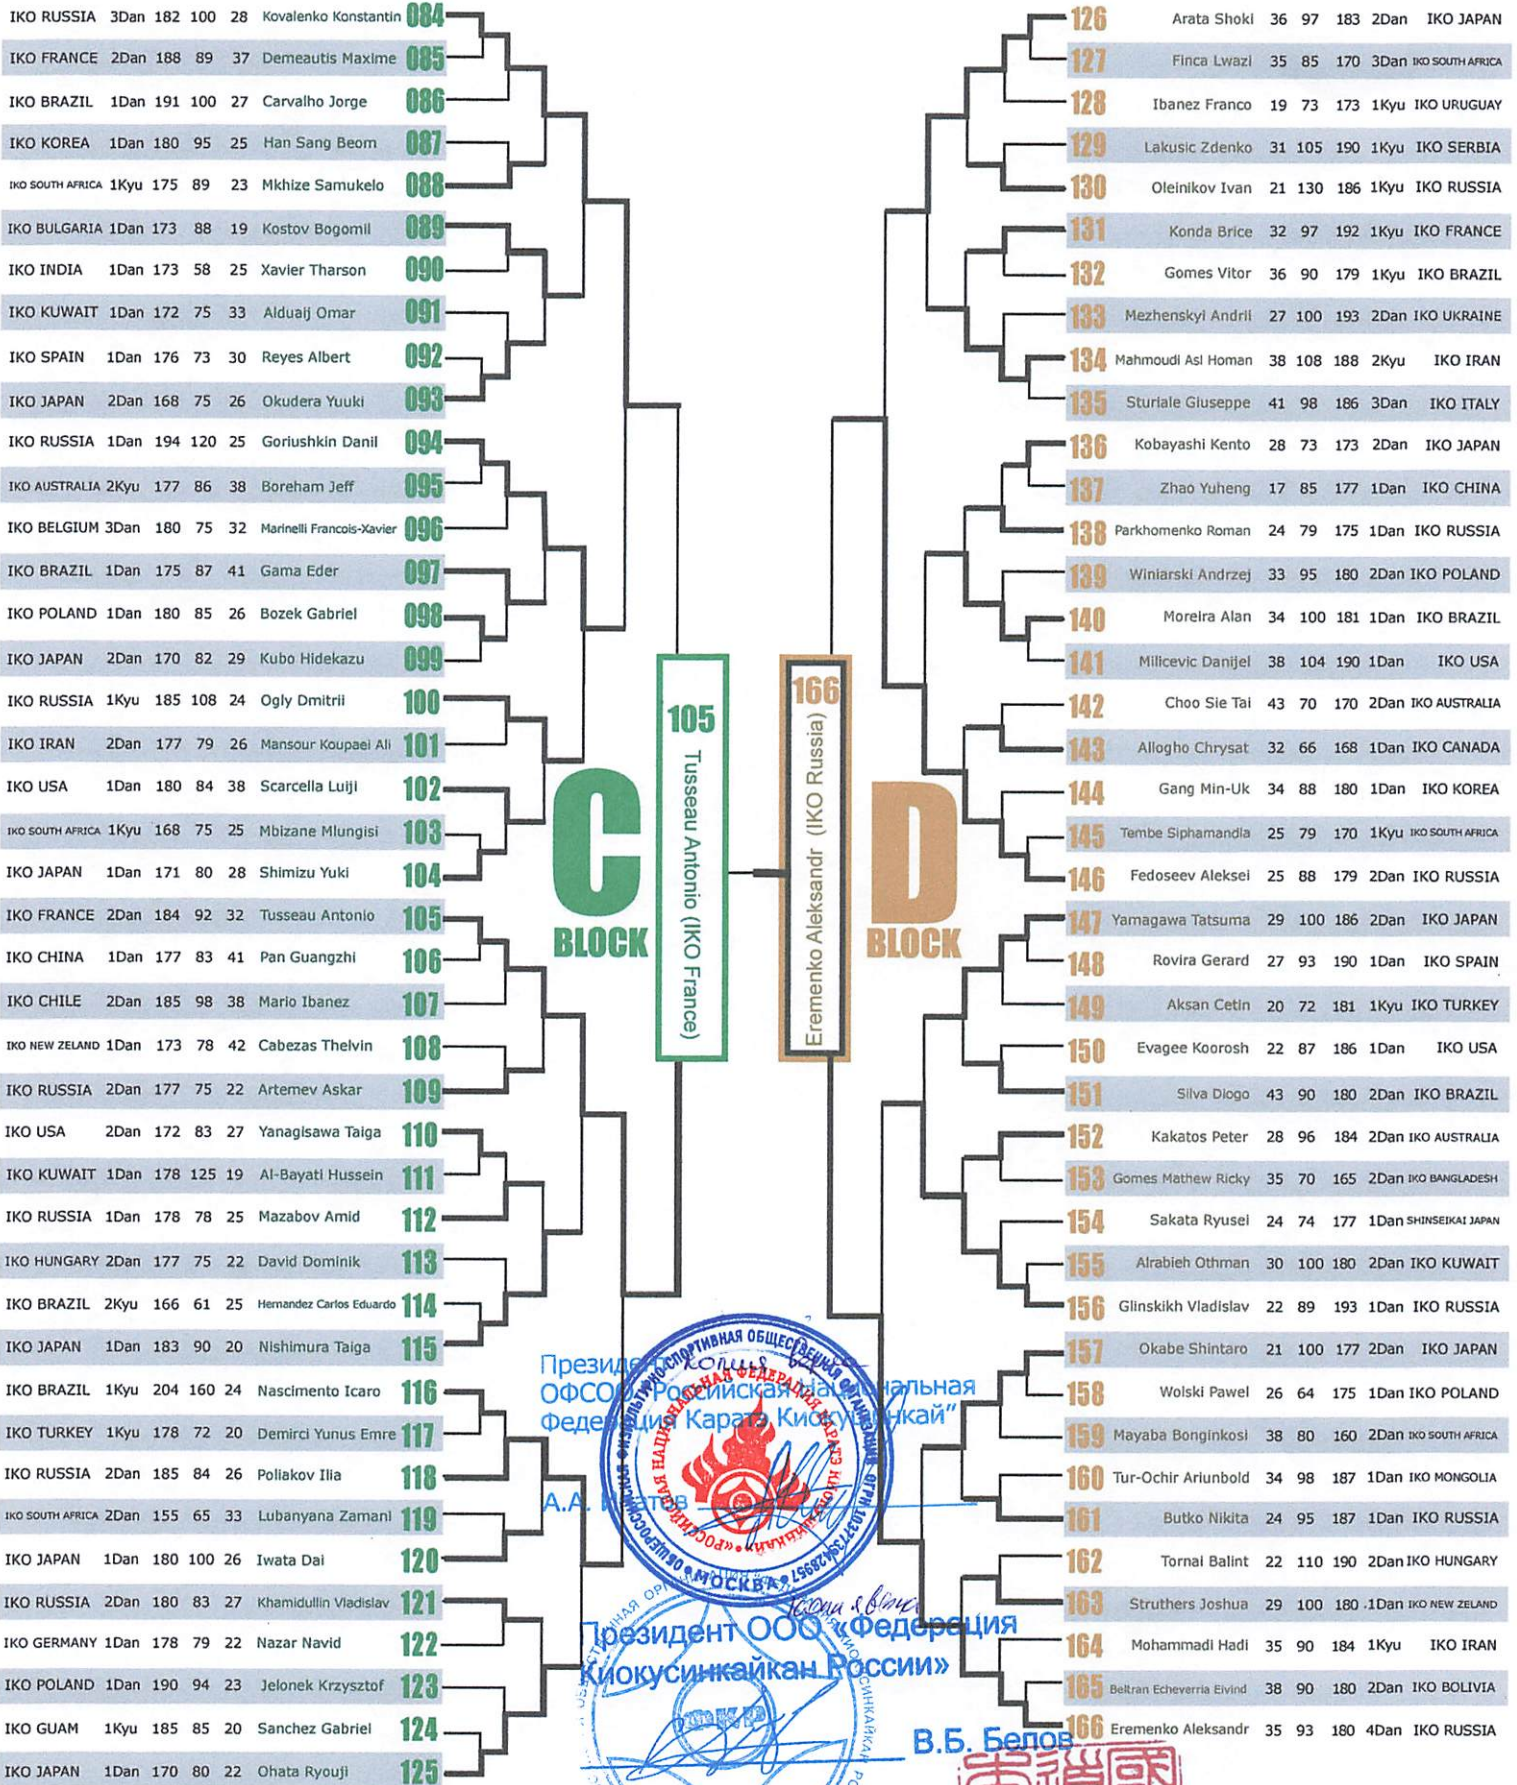 IKO RUSSIA 3Dan 182 100 28 Kovalenko Konstantin 084
IKO FRANCE 2Dan 188 89 37 Demeautis Maxime 085
IKO BRAZIL 1Dan 191 100 27 Carvalho Jorge 086
IKO KOREA 1Dan 180 95 25 Han Sang Beom 087
IKO SOUTH AFRICA 1Kyu 175 89 23 Mkhize Samukelo 088
IKO BULGARIA 1Dan 173 88 19 Kostov Bogomil 089
IKO INDIA 1Dan 173 58 25 Xavier Tharson 090
IKO KUWAIT 1Dan 172 75 33 Alduaij Omar 091
IKO SPAIN 1Dan 176 73 30 Reyes Albert 092
IKO JAPAN 2Dan 168 75 26 Okudera Yuuki 093
IKO RUSSIA 1Dan 194 120 25 Goriushkin Danil 094
IKO AUSTRALIA 2Kyu 177 86 38 Boreham Jeff 095
IKO BELGIUM 3Dan 180 75 32 Marinelli Francois-Xavier 096
IKO BRAZIL 1Dan 175 87 41 Gama Eder 097
IKO POLAND 1Dan 180 85 26 Bozek Gabriel 098
IKO JAPAN 2Dan 170 82 29 Kubo Hidekazu 099
IKO RUSSIA 1Kyu 185 108 24 Ogly Dmitrii 100
IKO IRAN 2Dan 177 79 26 Mansour Koupaei Ali 101
IKO USA 1Dan 180 84 38 Scarcella Luiji 102
IKO SOUTH AFRICA 1Kyu 168 75 25 Mbizane Mlungisi 103
IKO JAPAN 1Dan 171 80 28 Shimizu Yuki 104
IKO FRANCE 2Dan 184 92 32 Tusseau Antonio 105
IKO CHINA 1Dan 177 83 41 Pan Guangzhi 106
IKO CHILE 2Dan 185 98 38 Mario Ibanez 107
IKO NEW ZELAND 1Dan 173 78 42 Cabezas Thelvin 108
IKO RUSSIA 2Dan 177 75 22 Artemev Askar 109
IKO USA 2Dan 172 83 27 Yanagisawa Taiga 110
IKO KUWAIT 1Dan 178 125 19 Al-Bayati Hussein 111
IKO RUSSIA 1Dan 178 78 25 Mazabov Amid 112
IKO HUNGARY 2Dan 177 75 22 David Dominik 113
IKO BRAZIL 2Kyu 166 61 25 Hernandez Carlos Eduardo 114
IKO JAPAN 1Dan 183 90 20 Nishimura Taiga 115
IKO BRAZIL 1Kyu 204 160 24 Nascimento Icaro 116
IKO TURKEY 1Kyu 178 72 20 Demirci Yunus Emre 117
IKO RUSSIA 2Dan 185 84 26 Poliakov Ilia 118
IKO SOUTH AFRICA 2Dan 155 65 33 Lubanyana Zamani 119
IKO JAPAN 1Dan 180 100 26 Iwata Dai 120
IKO RUSSIA 2Dan 180 83 27 Khamidullin Vladislav 121
IKO GERMANY 1Dan 178 79 22 Nazar Navid 122
IKO POLAND 1Dan 190 94 23 Jelonek Krzysztof 123
IKO GUAM 1Kyu 185 85 20 Sanchez Gabriel 124
IKO JAPAN 1Dan 170 80 22 Ohata Ryouji 125
C
BLOCK
105 Tusseau Antonio (IKO France)
166 Eremenko Aleksandr (IKO Russia)
D
BLOCK
126 Arata Shoki 36 97 183 2Dan IKO JAPAN
127 Finca Lwazi 35 85 170 3Dan IKO SOUTH AFRICA
128 Ibanez Franco 19 73 173 1Kyu IKO URUGUAY
129 Lakusic Zdenko 31 105 190 1Kyu IKO SERBIA
130 Oleinikov Ivan 21 130 186 1Kyu IKO RUSSIA
131 Konda Brice 32 97 192 1Kyu IKO FRANCE
132 Gomes Vitor 36 90 179 1Kyu IKO BRAZIL
133 Mezhenskyi Andrii 27 100 193 2Dan IKO UKRAINE
134 Mahmoudi Asl Homan 38 108 188 2Kyu IKO IRAN
135 Sturiale Giuseppe 41 98 186 3Dan IKO ITALY
136 Kobayashi Kento 28 73 173 2Dan IKO JAPAN
137 Zhao Yuheng 17 85 177 1Dan IKO CHINA
138 Parkhomenko Roman 24 79 175 1Dan IKO RUSSIA
139 Winiarski Andrzej 33 95 180 2Dan IKO POLAND
140 Moreira Alan 34 100 181 1Dan IKO BRAZIL
141 Milicevic Danijel 38 104 190 1Dan IKO USA
142 Choo Sie Tai 43 70 170 2Dan IKO AUSTRALIA
143 Allogho Chrysat 32 66 168 1Dan IKO CANADA
144 Gang Min-Uk 34 88 180 1Dan IKO KOREA
145 Tembe Siphamandla 25 79 170 1Kyu IKO SOUTH AFRICA
146 Fedoseev Aleksei 25 88 179 2Dan IKO RUSSIA
147 Yamagawa Tatsuma 29 100 186 2Dan IKO JAPAN
148 Rovira Gerard 27 93 190 1Dan IKO SPAIN
149 Aksan Cetin 20 72 181 1Kyu IKO TURKEY
150 Evagee Koorosh 22 87 186 1Dan IKO USA
151 Silva Diogo 43 90 180 2Dan IKO BRAZIL
152 Kakatos Peter 28 96 184 2Dan IKO AUSTRALIA
153 Gomes Mathew Ricky 35 70 165 2Dan IKO BANGLADESH
154 Sakata Ryusei 24 74 177 1Dan SHINSEIKAI JAPAN
155 Alrabieh Othman 30 100 180 2Dan IKO KUWAIT
156 Glinskikh Vladislav 22 89 193 1Dan IKO RUSSIA
157 Okabe Shintaro 21 100 177 2Dan IKO JAPAN
158 Wolski Pawel 26 64 175 1Dan IKO POLAND
159 Mayaba Bonginkosi 38 80 160 2Dan IKO SOUTH AFRICA
160 Tur-Ochir Ariunbold 34 98 187 1Dan IKO MONGOLIA
161 Butko Nikita 24 95 187 1Dan IKO RUSSIA
162 Tornai Balint 22 110 190 2Dan IKO HUNGARY
163 Struthers Joshua 29 100 180 1Dan IKO NEW ZELAND
164 Mohammadi Hadi 35 90 184 1Kyu IKO IRAN
165 Beltran Echeverria Eivind 38 90 180 2Dan IKO BOLIVIA
166 Eremenko Aleksandr 35 93 180 4Dan IKO RUSSIA
Президент
ОФСОО "Российская Национальная
Федерация Карате Киокушинкай"
А.А.
МОСКВА
Президент ООО «Федерация
Киокусинкайкан России»
ФКР
В.Б. Белов